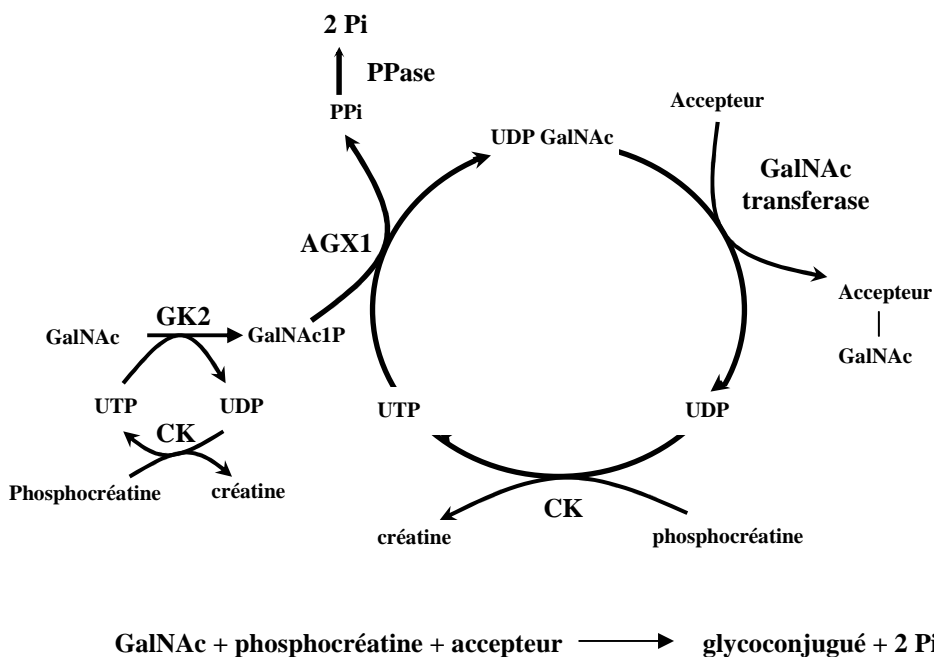 2 Pi
PPase
PPi
Accepteur
UDP GalNAc
GalNAc
transferase
AGX1
Accepteur
GalNAc
GK2
GalNAc
GalNAc1P
UTP
UDP
UTP
UDP
CK
Phosphocréatine
créatine
CK
créatine
phosphocréatine
GalNAc + phosphocréatine + accepteur ⟶ glycoconjugué + 2 Pi